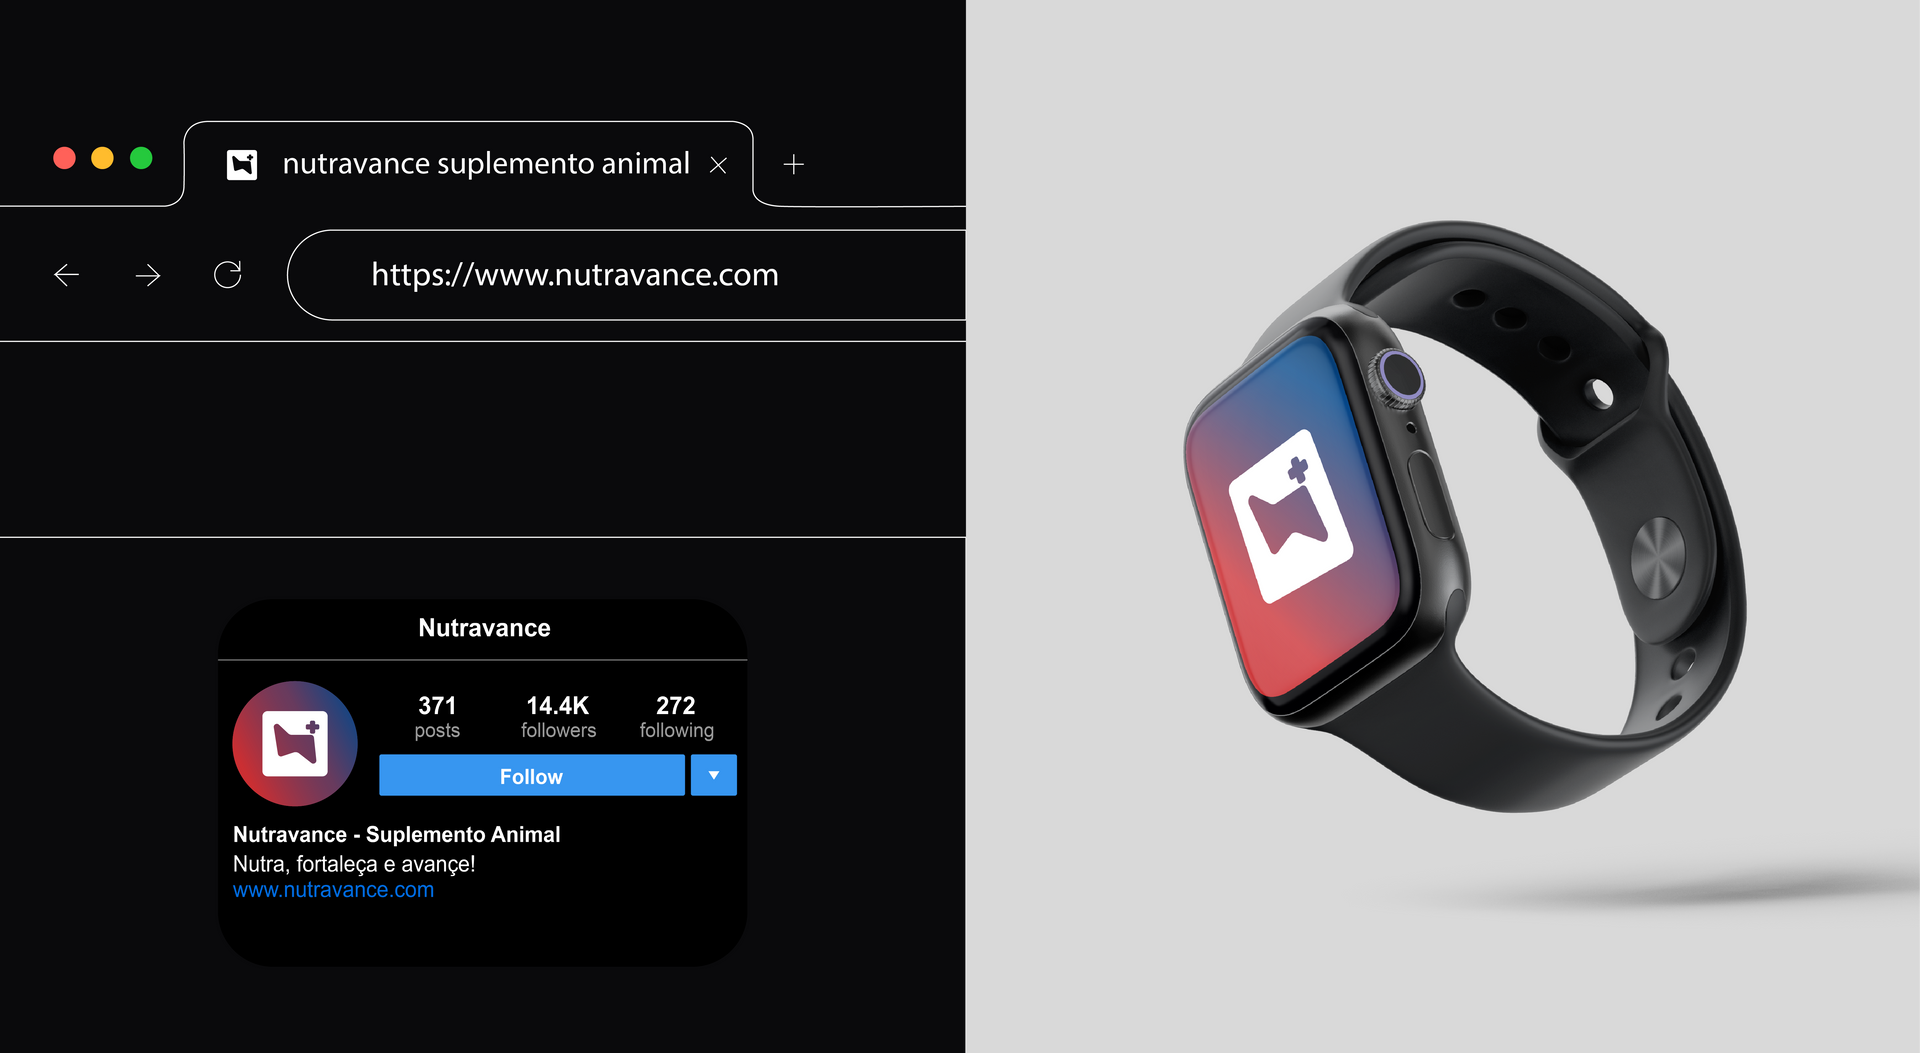 nutravance suplemento animal
https://www.nutravance.com
Nutravance
371 14.4K 272
posts followers following
Follow
Nutravance - Suplemento Animal
Nutra, fortaleça e avançe!
www.nutravance.com